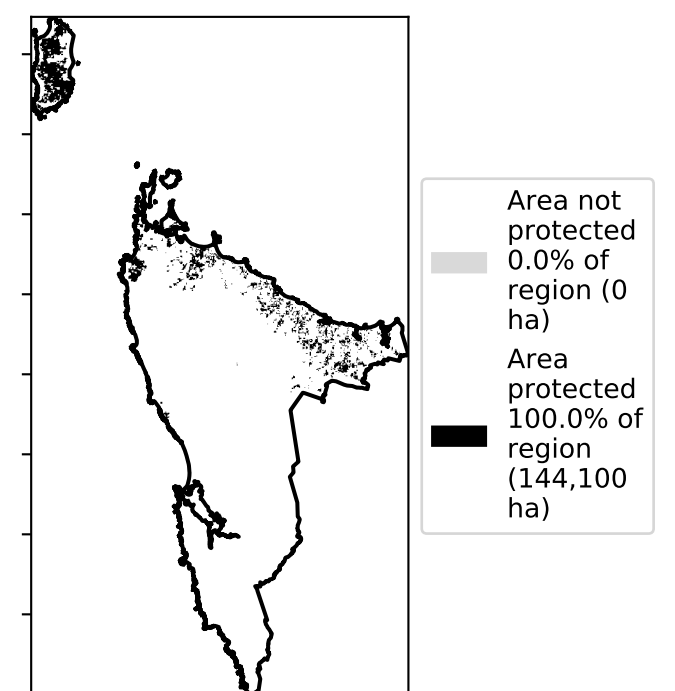 Area not
protected
0.0% of
region (0
ha)
Area
protected
100.0% of
region
(144,100
ha)